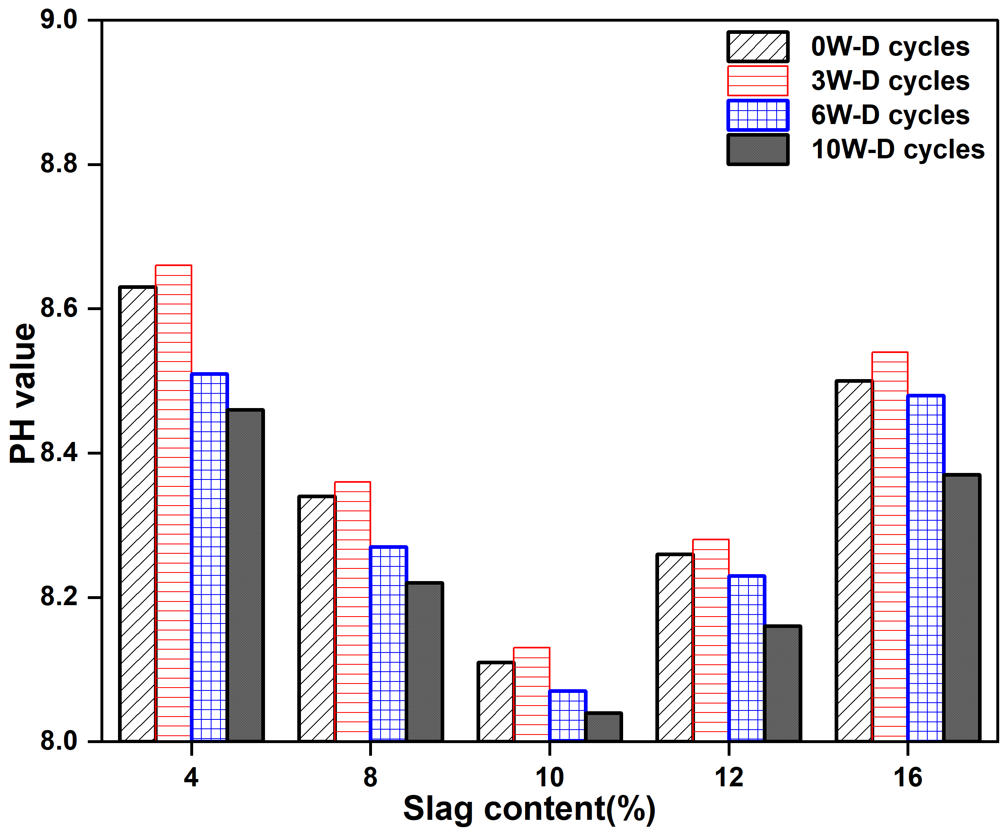 9.0
8.8
8.6
8.4
8.2
8.0
PH value
0W-D cycles
3W-D cycles
6W-D cycles
10W-D cycles
4 8 10 12 16
Slag content(%)